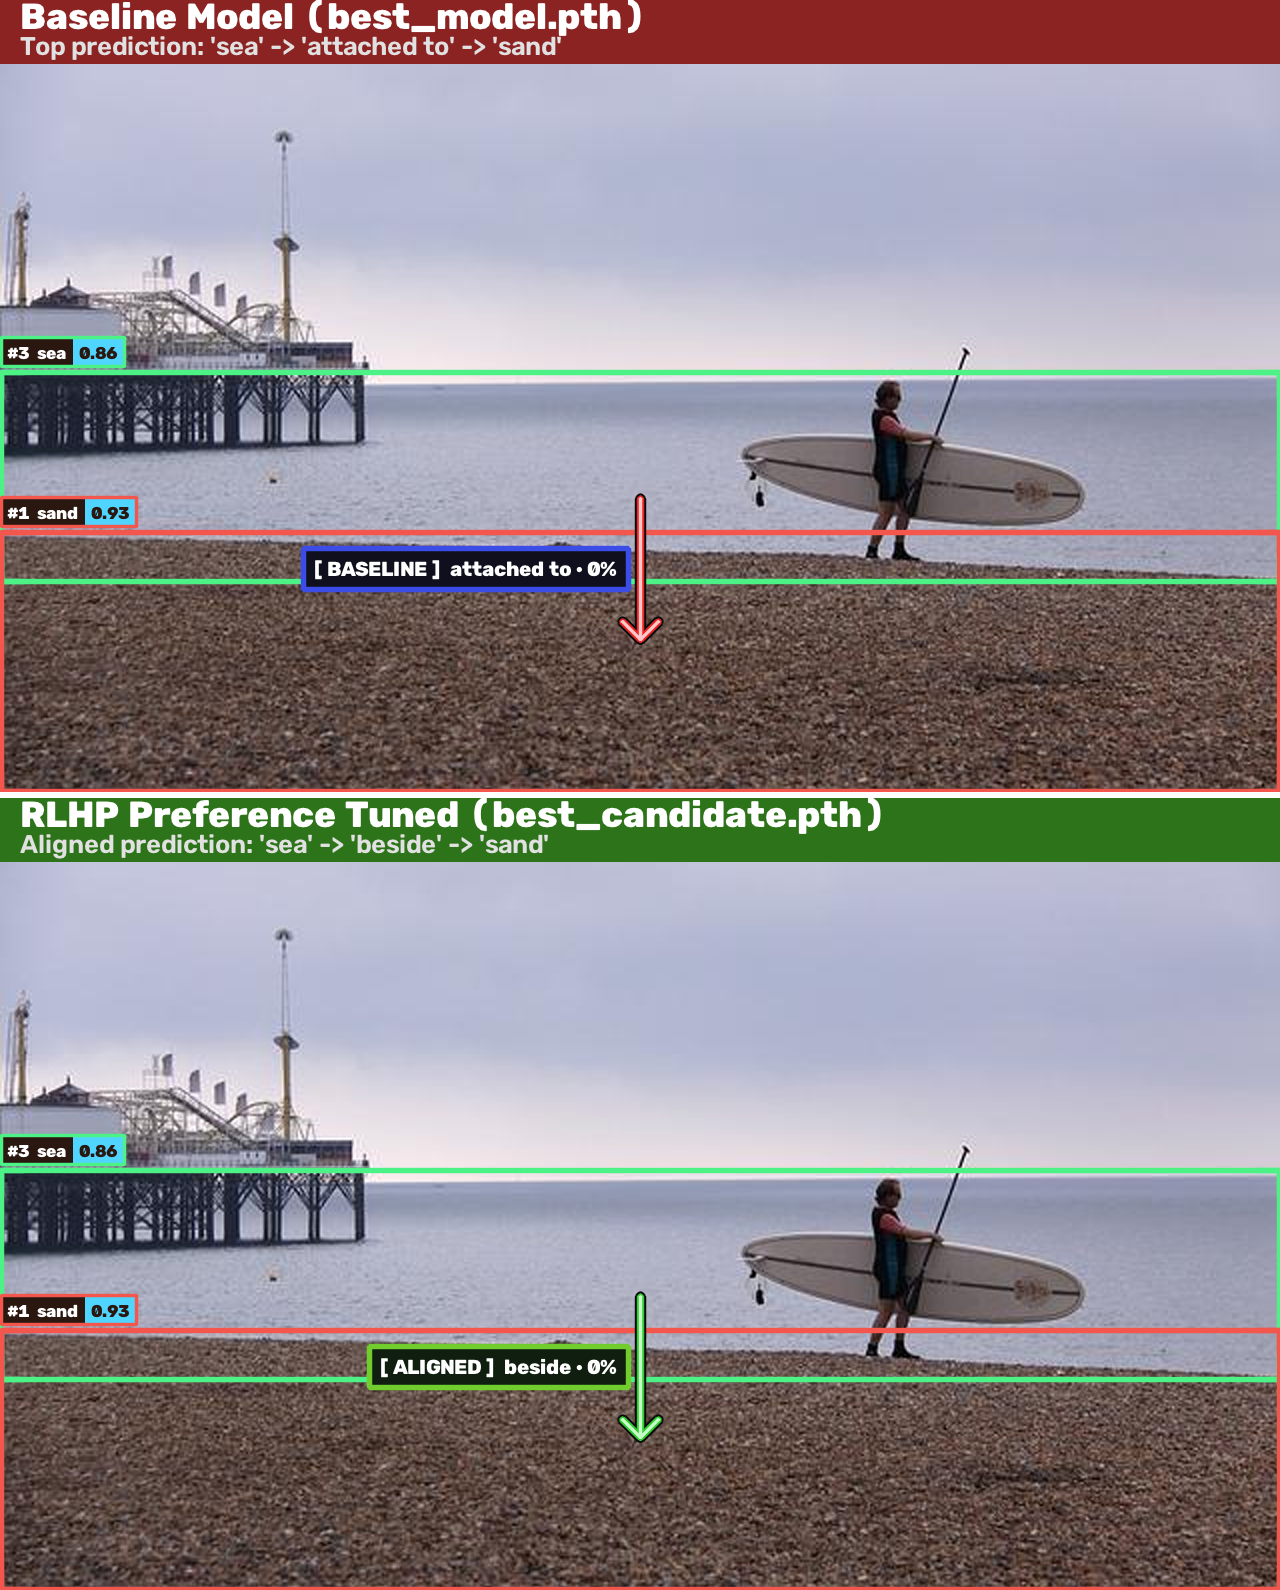 Baseline Model (best_model.pth)
Top prediction: 'sea' -> 'attached to' -> 'sand'
#3 sea 0.86
#1 sand 0.93
[ BASELINE ] attached to · 0%
RLHP Preference Tuned (best_candidate.pth)
Aligned prediction: 'sea' -> 'beside' -> 'sand'
#3 sea 0.86
#1 sand 0.93
[ ALIGNED ] beside · 0%